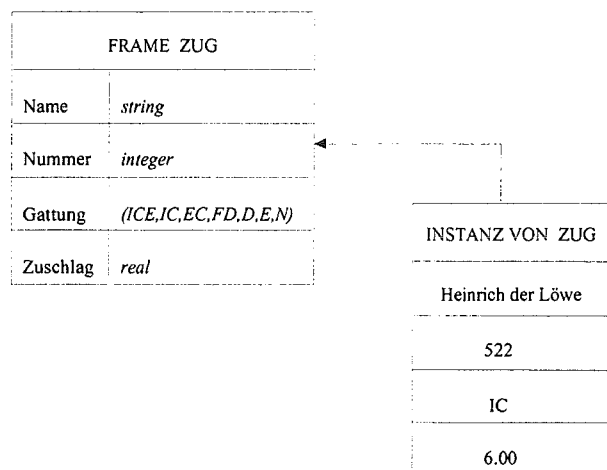 FRAME ZUG
Name string
Nummer integer
Gattung (ICE,IC,EC,FD,D,E,N)
Zuschlag real
INSTANZ VON ZUG
Heinrich der Löwe
522
IC
6.00